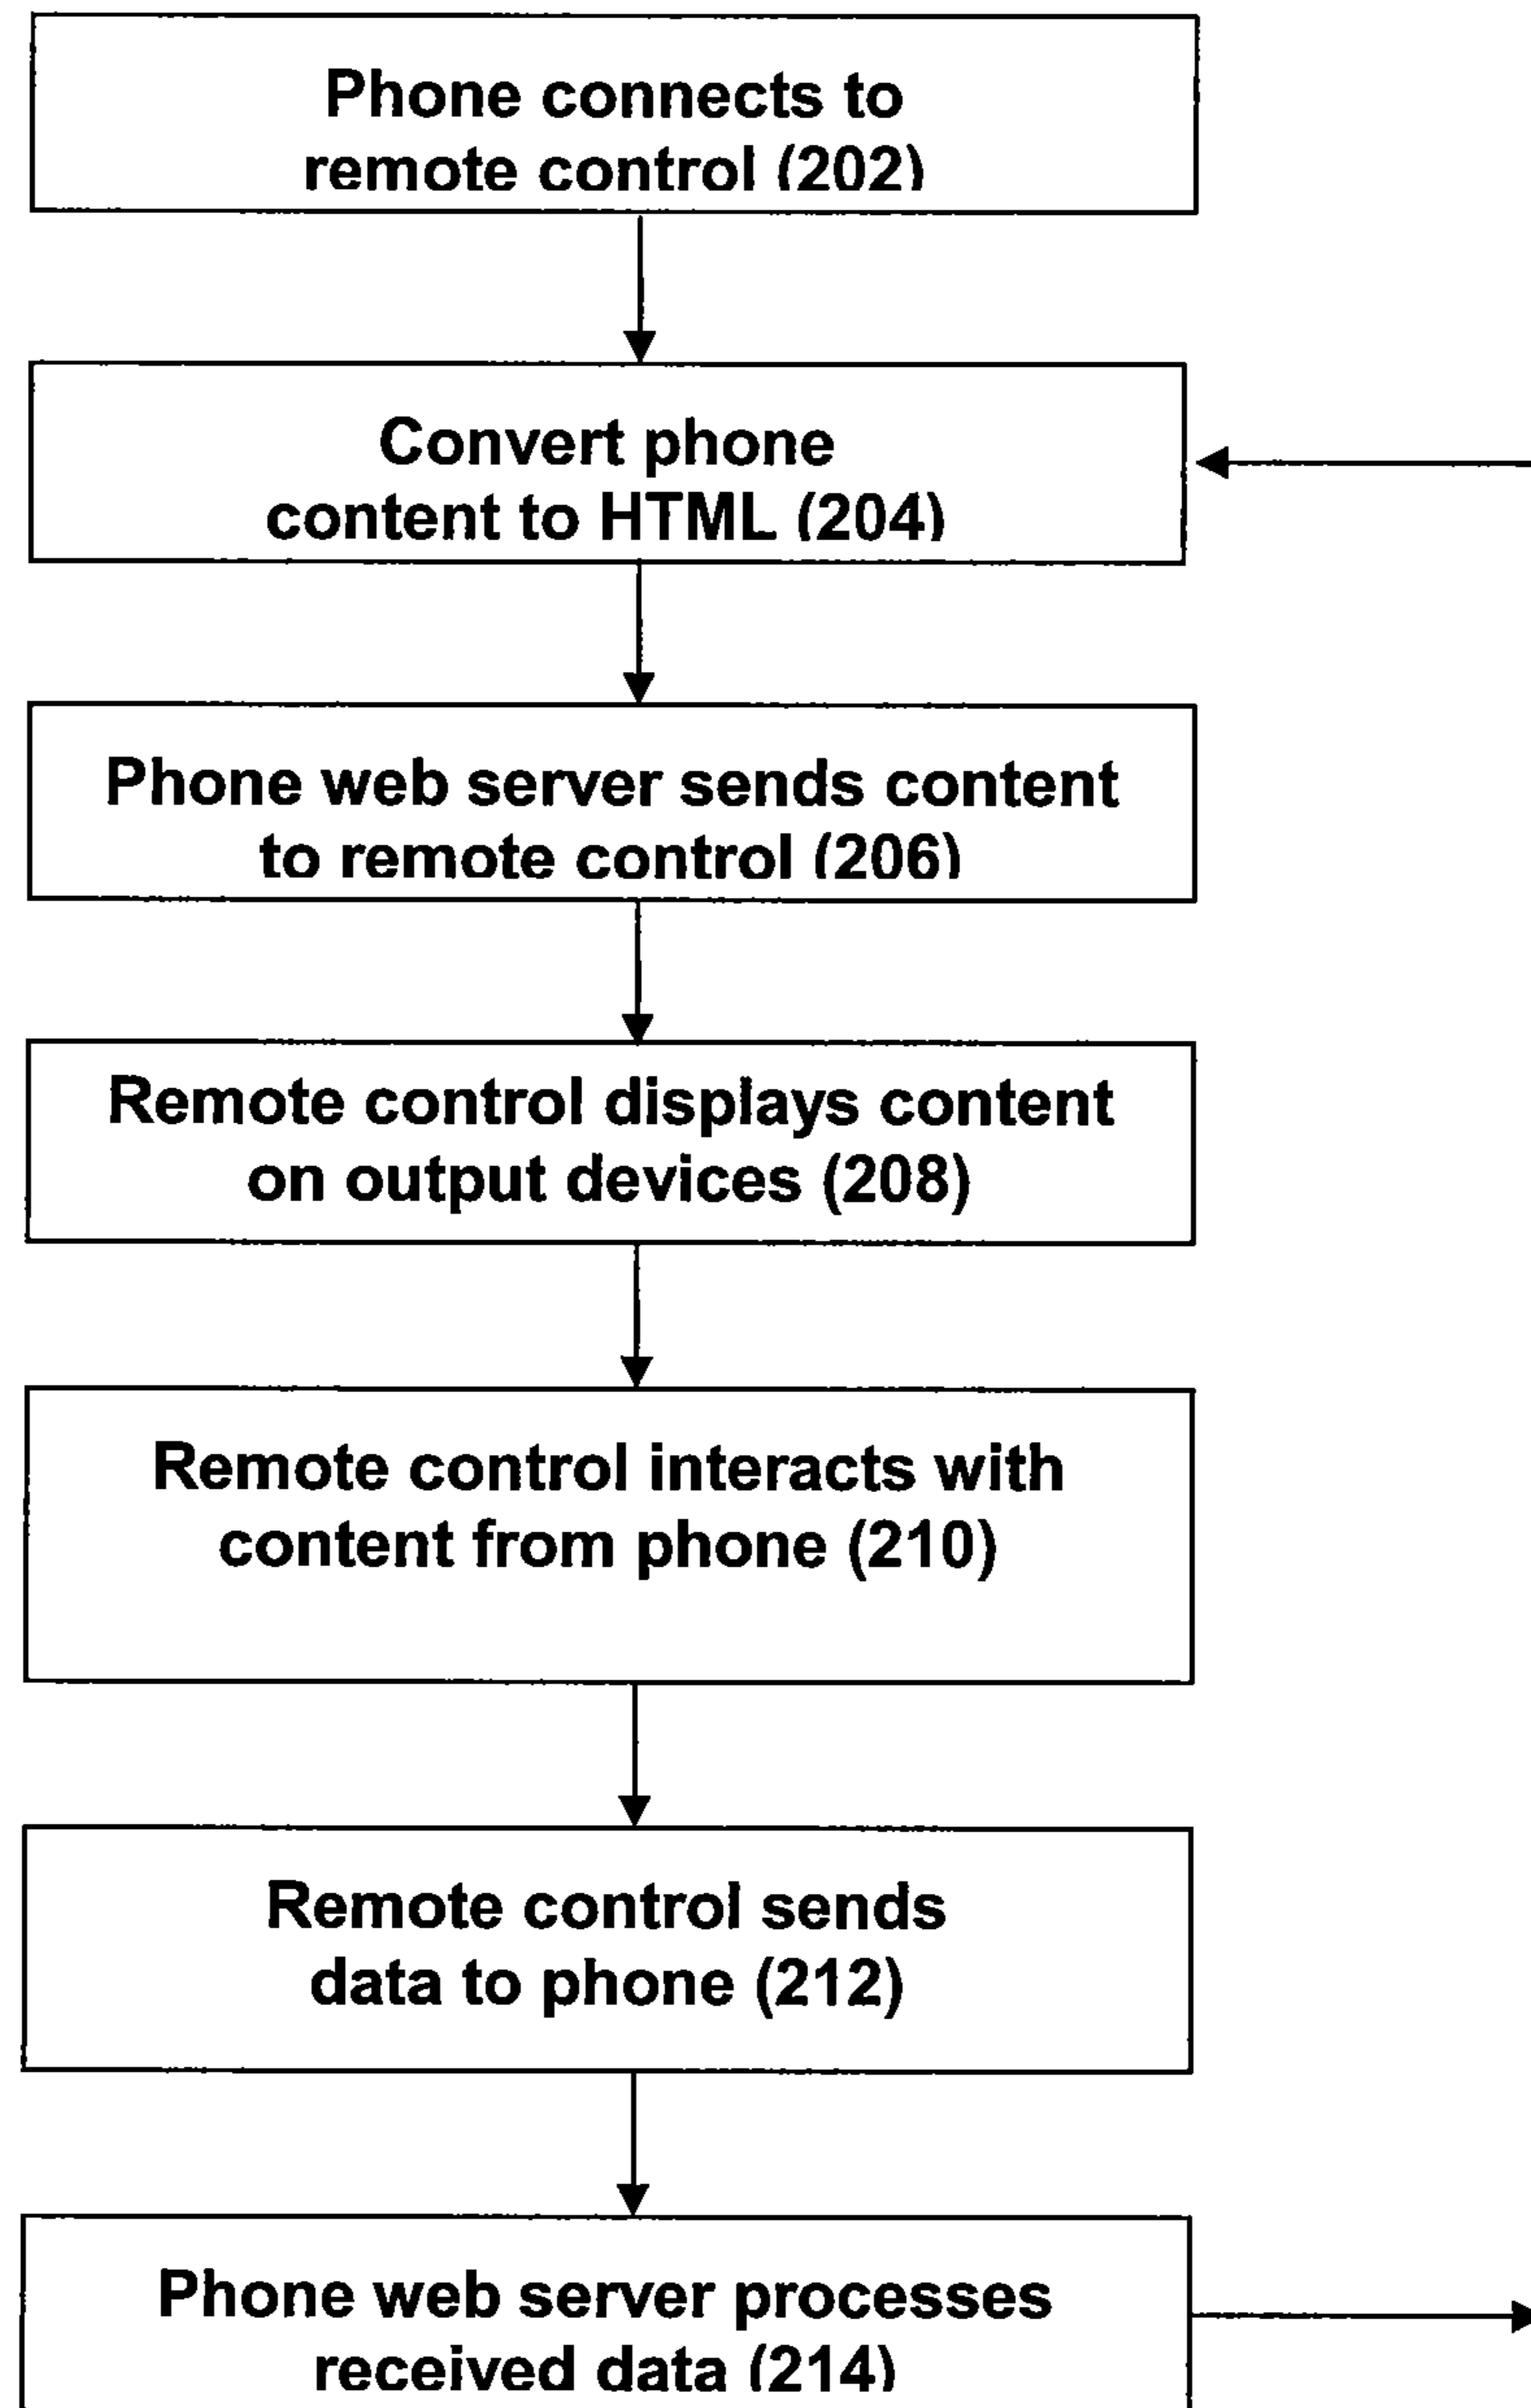 Phone connects to
remote control (202)
Convert phone
content to HTML (204)
Phone web server sends content
to remote control (206)
Remote control displays content
on output devices (208)
Remote control interacts with
content from phone (210)
Remote control sends
data to phone (212)
Phone web server processes
received data (214)